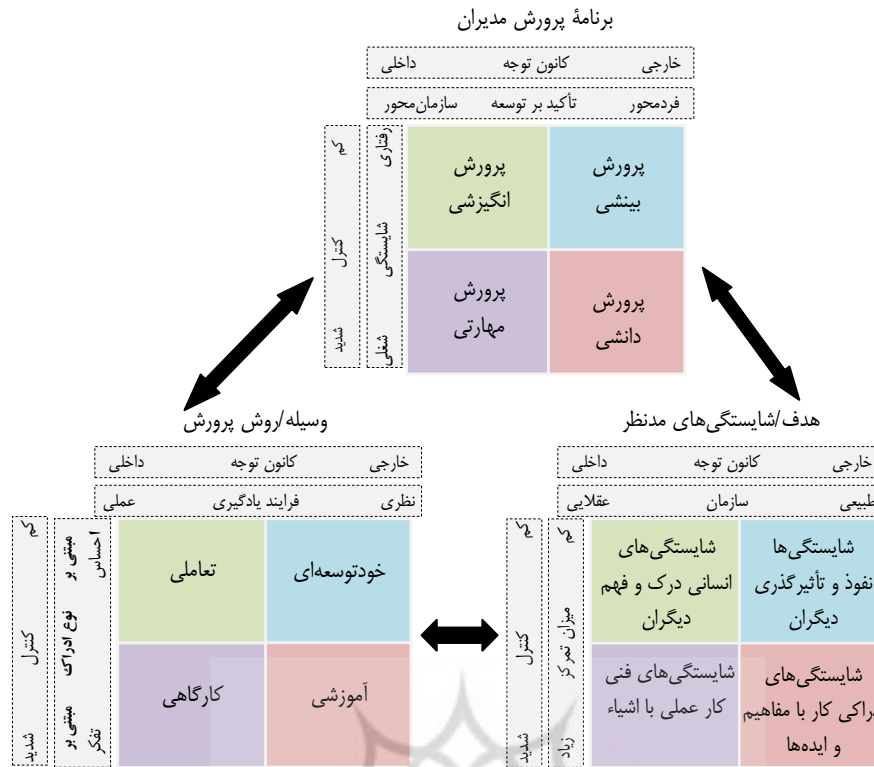 برنامۀ پرورش مدیران
خارجی کانون توجه داخلی
فردمحور تأکید بر توسعه سازمان‌محور
کم کنترل شدید
رفتاری شایستگی شغلی
پرورش
بینشی
پرورش
انگیزشی
پرورش
دانشی
پرورش
مهارتی
هدف/شایستگی‌های مدنظر
خارجی کانون توجه داخلی
طبیعی سازمان عقلایی
کم کنترل شدید
کم میزان تمرکز زیاد
شایستگی‌ها
نفوذ و تأثیرگذری
دیگران
شایستگی‌های
انسانی درک و فهم
دیگران
شایستگی‌های
کار با مفاهیم
و ایده‌ها
شایستگی‌های فنی
کار عملی با اشیاء
وسیله/روش پرورش
خارجی کانون توجه داخلی
نظری فرایند یادگیری عملی
کم کنترل شدید
مبتنی بر نوع ادراک مبتنی بر
احساس تفکر
خودتوسعه‌ای
تعاملی
آموزشی
کارگاهی